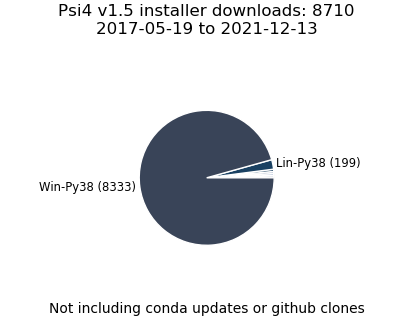 Psi4 v1.5 installer downloads: 8710
2017-05-19 to 2021-12-13
Lin-Py38 (199)
Win-Py38 (8333)
Not including conda updates or github clones